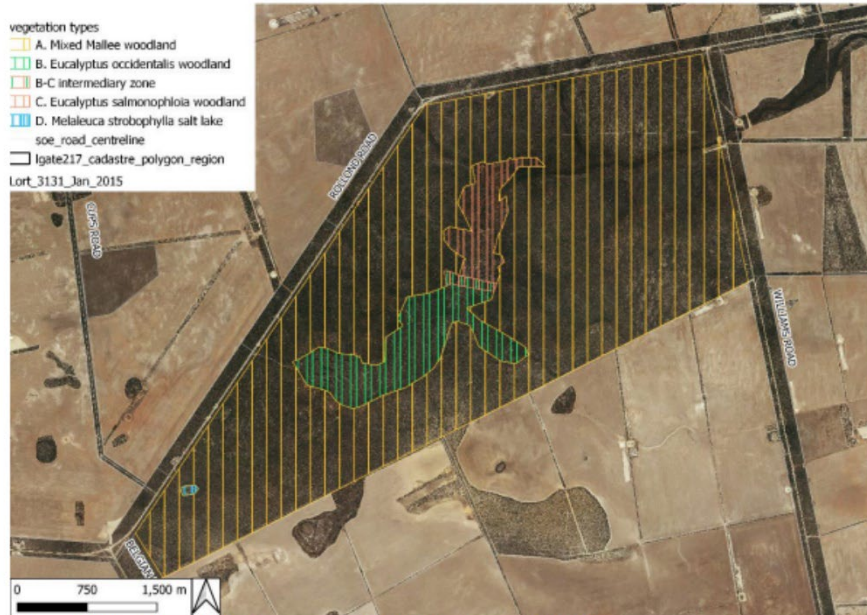 vegetation types
A. Mixed Mallee woodland
B. Eucalyptus occidentalis woodland
B-C intermediary zone
C. Eucalyptus salmonophloia woodland
D. Melaleuca strobophylla salt lake
soe_road_centreline
lgate217_cadastre_polygon_region
Lort_3131_Jan_2015
ROLLOND ROAD
ROAD
WILLIAMS ROAD
BELGIAN
0 750 1,500 m